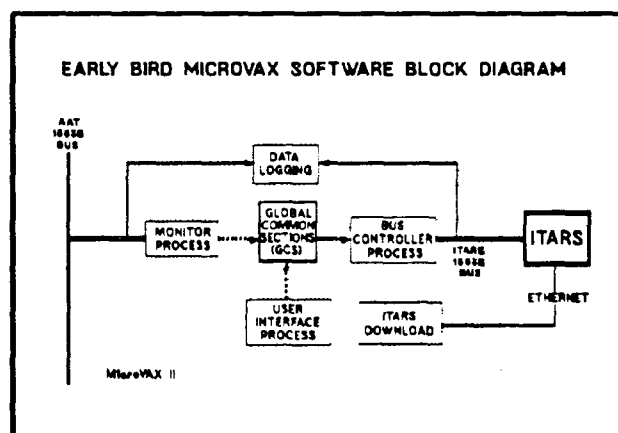 EARLY BIRD MICROVAX SOFTWARE BLOCK DIAGRAM
AAT
1553B
BUS
DATA
LOGGING
MONITOR
PROCESS
GLOBAL
COMMON
SECTIONS
(GCS)
BUS
CONTROLLER
PROCESS
ITARS
1553B
BUS
ITARS
ETHERNET
USER
INTERFACE
PROCESS
ITARS
DOWNLOAD
MicroVAX II